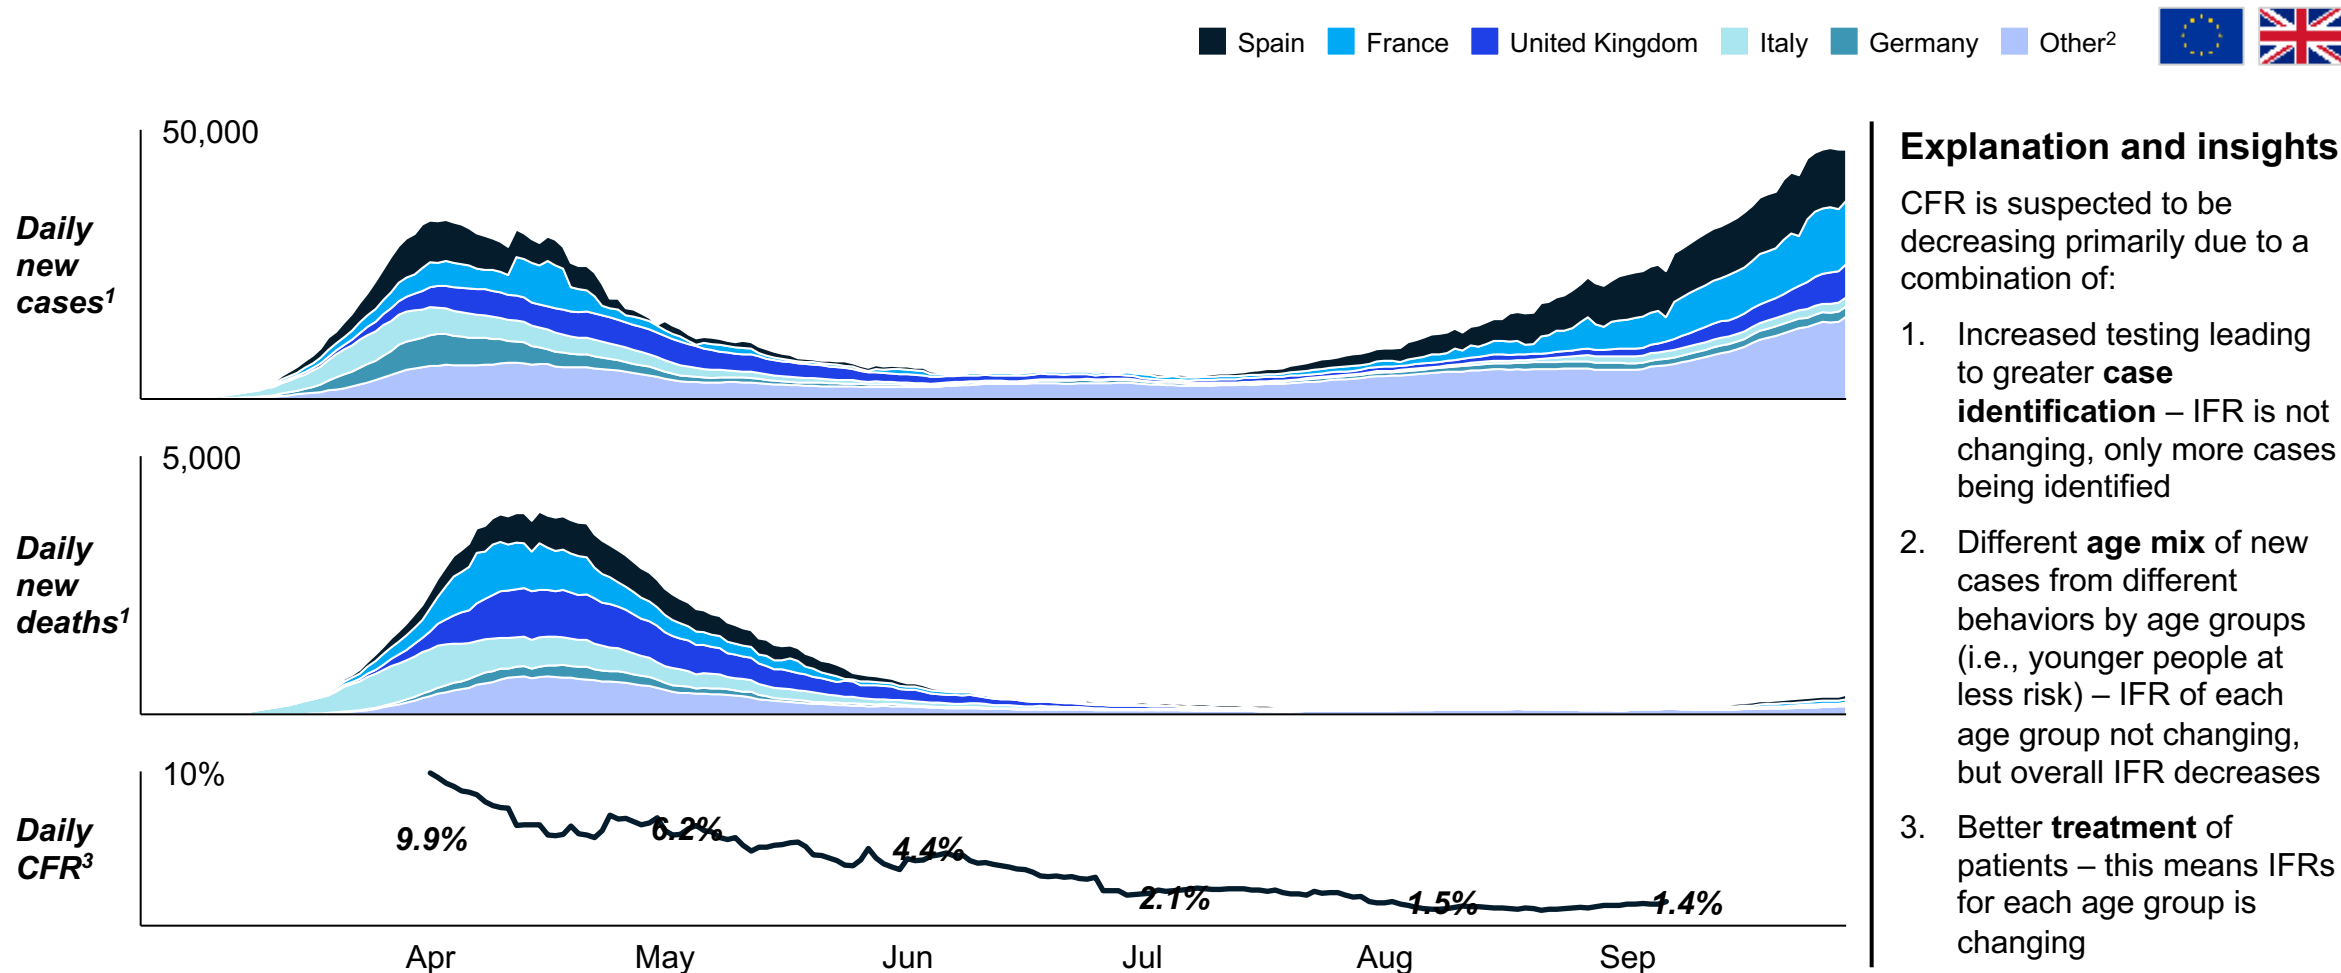 Spain France United Kingdom Italy Germany Other²
50,000
Daily
new
cases¹
5,000
Daily
new
deaths¹
10%
Daily
CFR³
9.9% 6.2% 4.4% 2.1% 1.5% 1.4%
Apr May Jun Jul Aug Sep
Explanation and insights
CFR is suspected to be
decreasing primarily due to a
combination of:
1. Increased testing leading
to greater case
identification – IFR is not
changing, only more cases
being identified
2. Different age mix of new
cases from different
behaviors by age groups
(i.e., younger people at
less risk) – IFR of each
age group not changing,
but overall IFR decreases
3. Better treatment of
patients – this means IFRs
for each age group is
changing